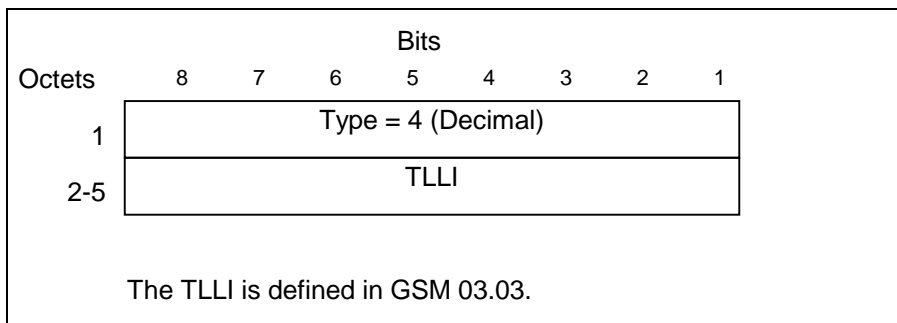 Bits
Octets 8 7 6 5 4 3 2 1
1 Type = 4 (Decimal)
2-5 TLLI
The TLLI is defined in GSM 03.03.